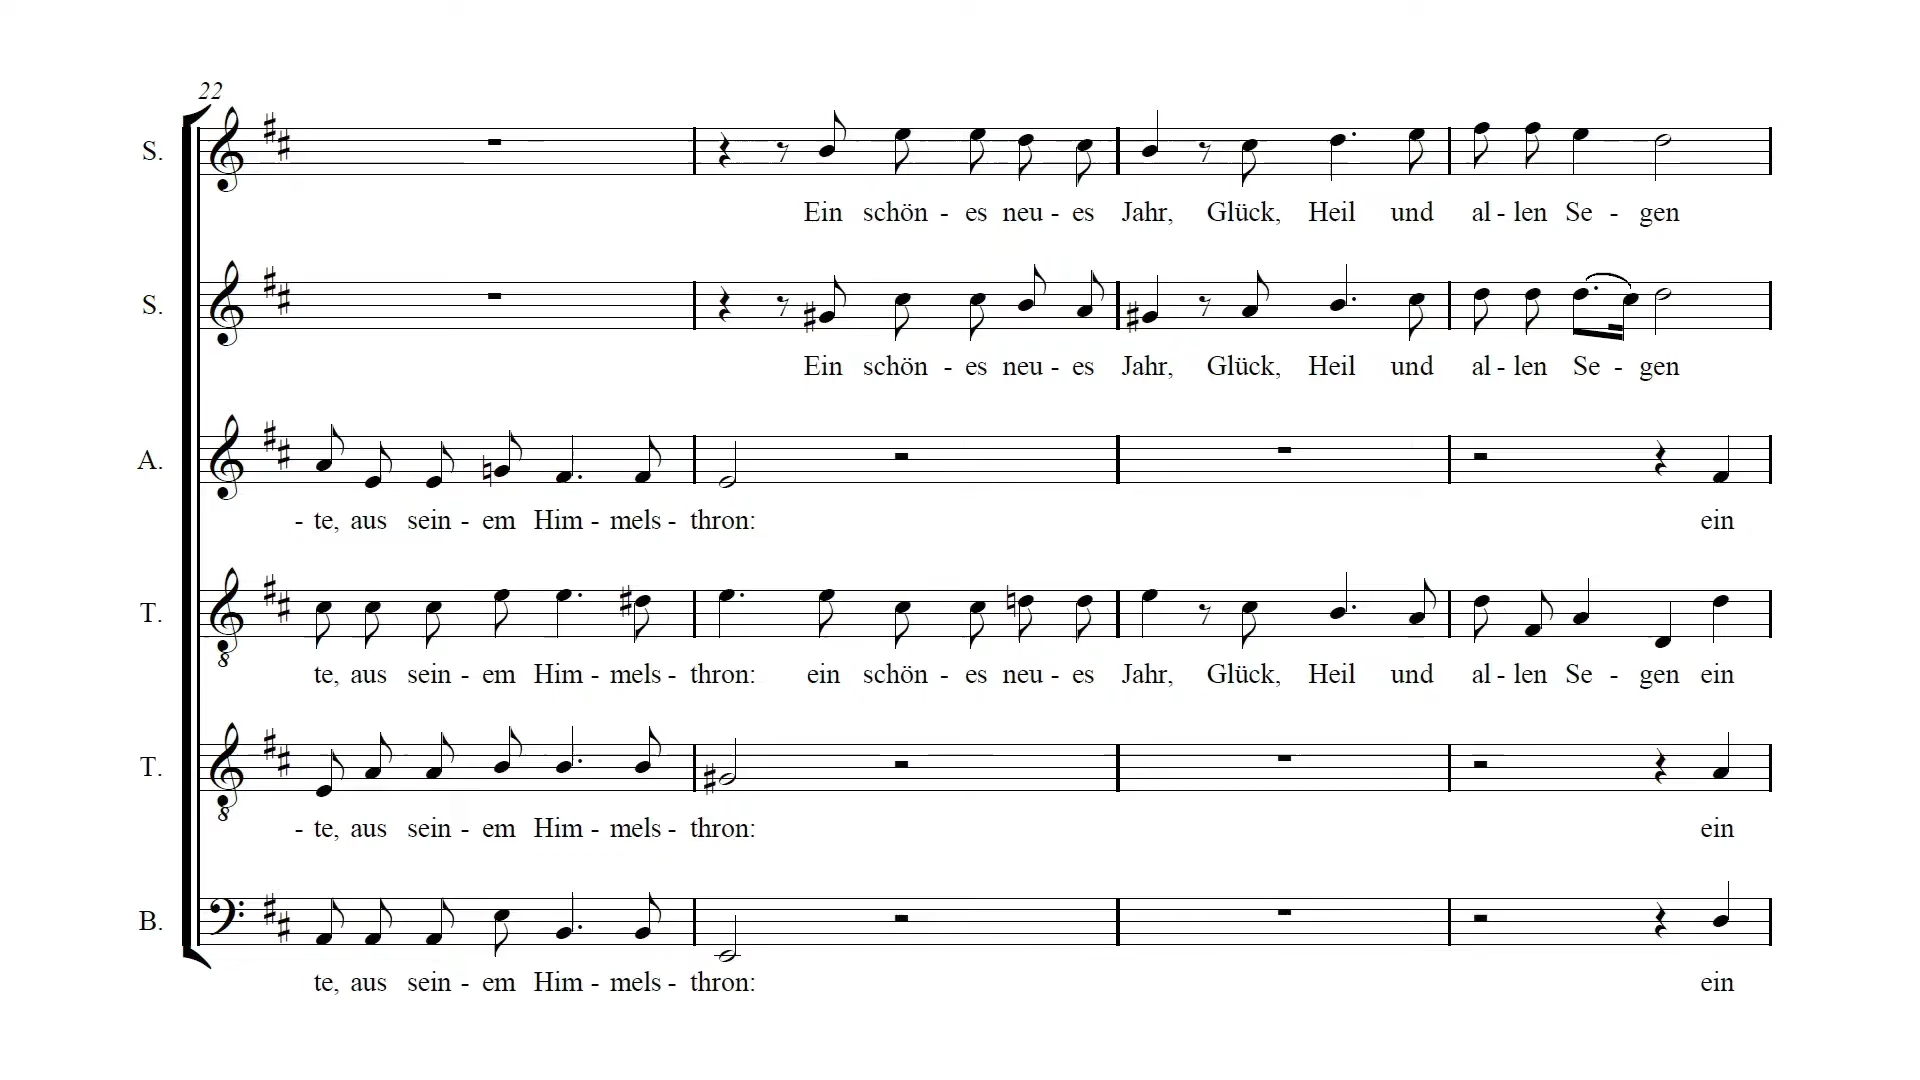 22
S.
Ein schön - es neu - es Jahr, Glück, Heil und al - len Se - gen
S.
Ein schön - es neu - es Jahr, Glück, Heil und al - len Se - gen
A.
- te, aus sein - em Him - mels - thron: ein
T.
8
te, aus sein - em Him - mels - thron: ein schön - es neu - es Jahr, Glück, Heil und al - len Se - gen ein
T.
8
- te, aus sein - em Him - mels - thron: ein
B.
te, aus sein - em Him - mels - thron: ein